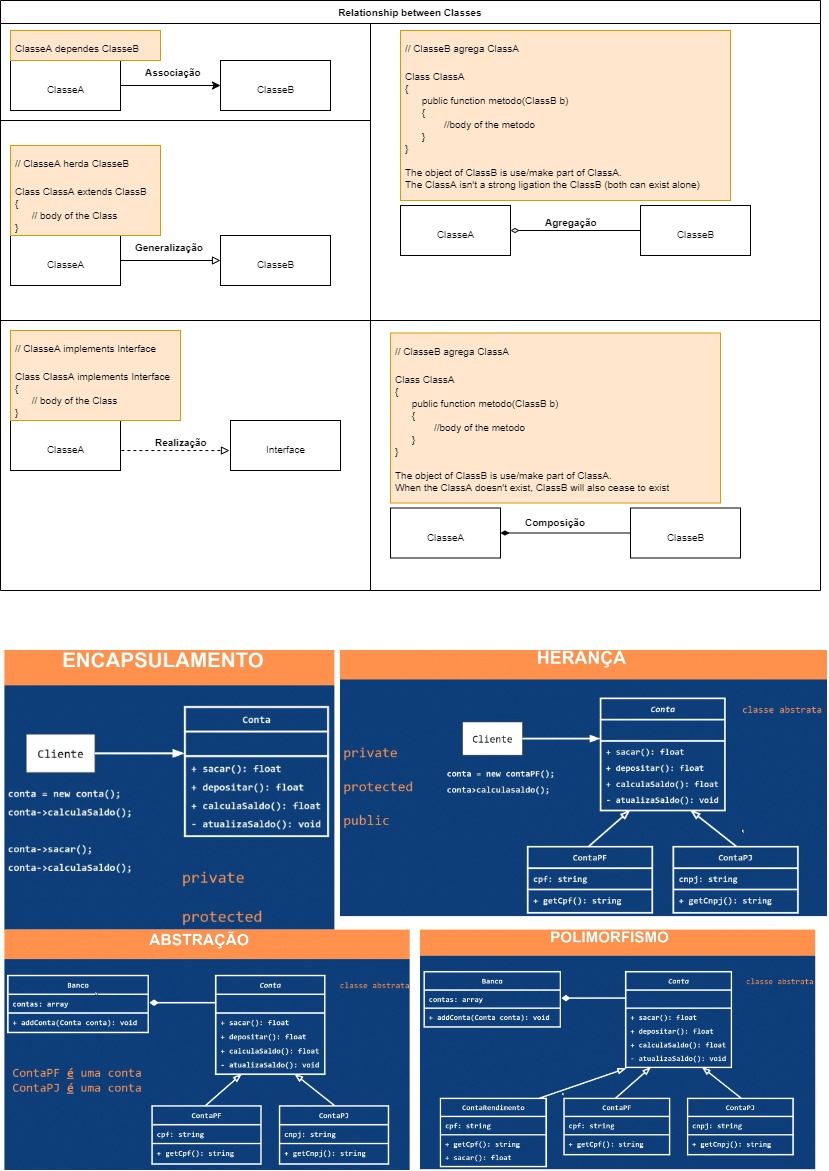 Relationship between Classes
ClasseA dependes ClasseB
Associação
ClasseA
ClasseB
// ClasseA herda ClasseB
Class ClassA extends ClassB
{
// body of the Class
}
Generalização
ClasseA
ClasseB
// ClasseA implements Interface
Class ClassA implements Interface
{
// body of the Class
}
Realização
ClasseA
Interface
// ClasseB agrega ClassA
Class ClassA
{
public function metodo(ClassB b)
{
//body of the metodo
}
}
The object of ClassB is use/make part of ClassA.
The ClassA isn't a strong ligation the ClassB (both can exist alone)
Agregação
ClasseA
ClasseB
// ClasseB agrega ClassA
Class ClassA
{
public function metodo(ClassB b)
{
//body of the metodo
}
}
The object of ClassB is use/make part of ClassA.
When the ClassA doesn't exist, ClassB will also cease to exist
Composição
ClasseA
ClasseB
ENCAPSULAMENTO
Cliente
Conta
+ sacar(): float
+ depositar(): float
+ calculaSaldo(): float
- atualizaSaldo(): void
conta = new conta();
conta->calculaSaldo();
conta->sacar();
conta->calculaSaldo();
private
protected
HERANÇA
private
protected
public
Cliente
conta = new contaPF();
conta>calculasaldo();
Conta
classe abstrata
+ sacar(): float
+ depositar(): float
+ calculaSaldo(): float
- atualizaSaldo(): void
ContaPF
cpf: string
+ getCpf(): string
ContaPJ
cnpj: string
+ getCnpj(): string
ABSTRAÇÃO
Banco
contas: array
+ addConta(Conta conta): void
Conta
classe abstrata
+ sacar(): float
+ depositar(): float
+ calculaSaldo(): float
- atualizaSaldo(): void
ContaPF é uma conta
ContaPJ é uma conta
ContaPF
cpf: string
+ getCpf(): string
ContaPJ
cnpj: string
+ getCnpj(): string
POLIMORFISMO
Banco
contas: array
+ addConta(Conta conta): void
Conta
classe abstrata
+ sacar(): float
+ depositar(): float
+ calculaSaldo(): float
- atualizaSaldo(): void
ContaRendimento
cpf: string
+ getCpf(): string
+ sacar(): float
ContaPF
cpf: string
+ getCpf(): string
ContaPJ
cnpj: string
+ getCnpj(): string